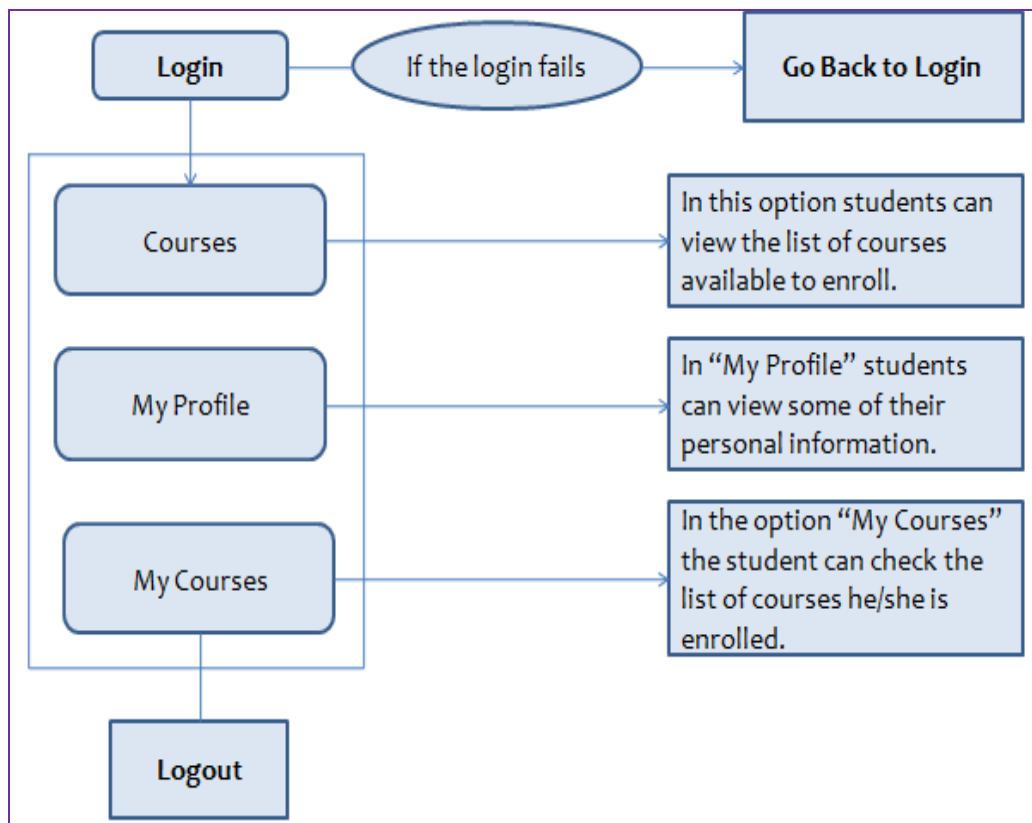 Login
If the login fails
Go Back to Login
Courses
In this option students can
view the list of courses
available to enroll.
My Profile
In “My Profile” students
can view some of their
personal information.
My Courses
In the option “My Courses”
the student can check the
list of courses he/she is
enrolled.
Logout